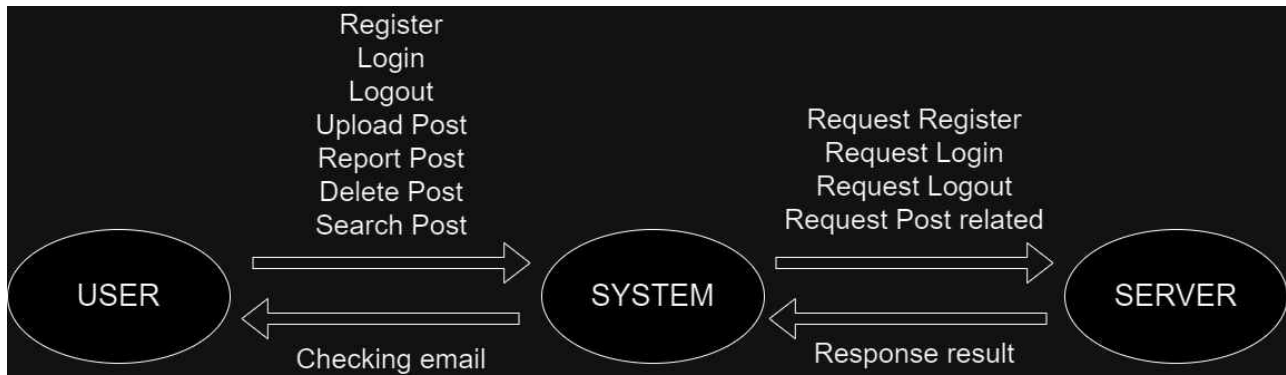 Register
Login
Logout
Upload Post
Report Post
Delete Post
Search Post
Request Register
Request Login
Request Logout
Request Post related
USER
SYSTEM
SERVER
Checking email
Response result